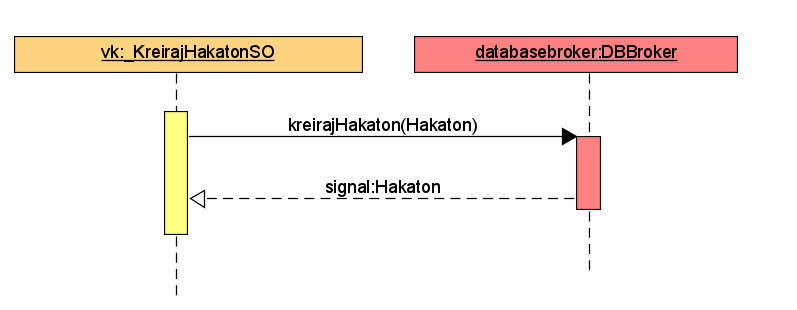 vk:_KreirajHakatonSO
databasebroker:DBBroker
kreirajHakaton(Hakaton)
signal:Hakaton